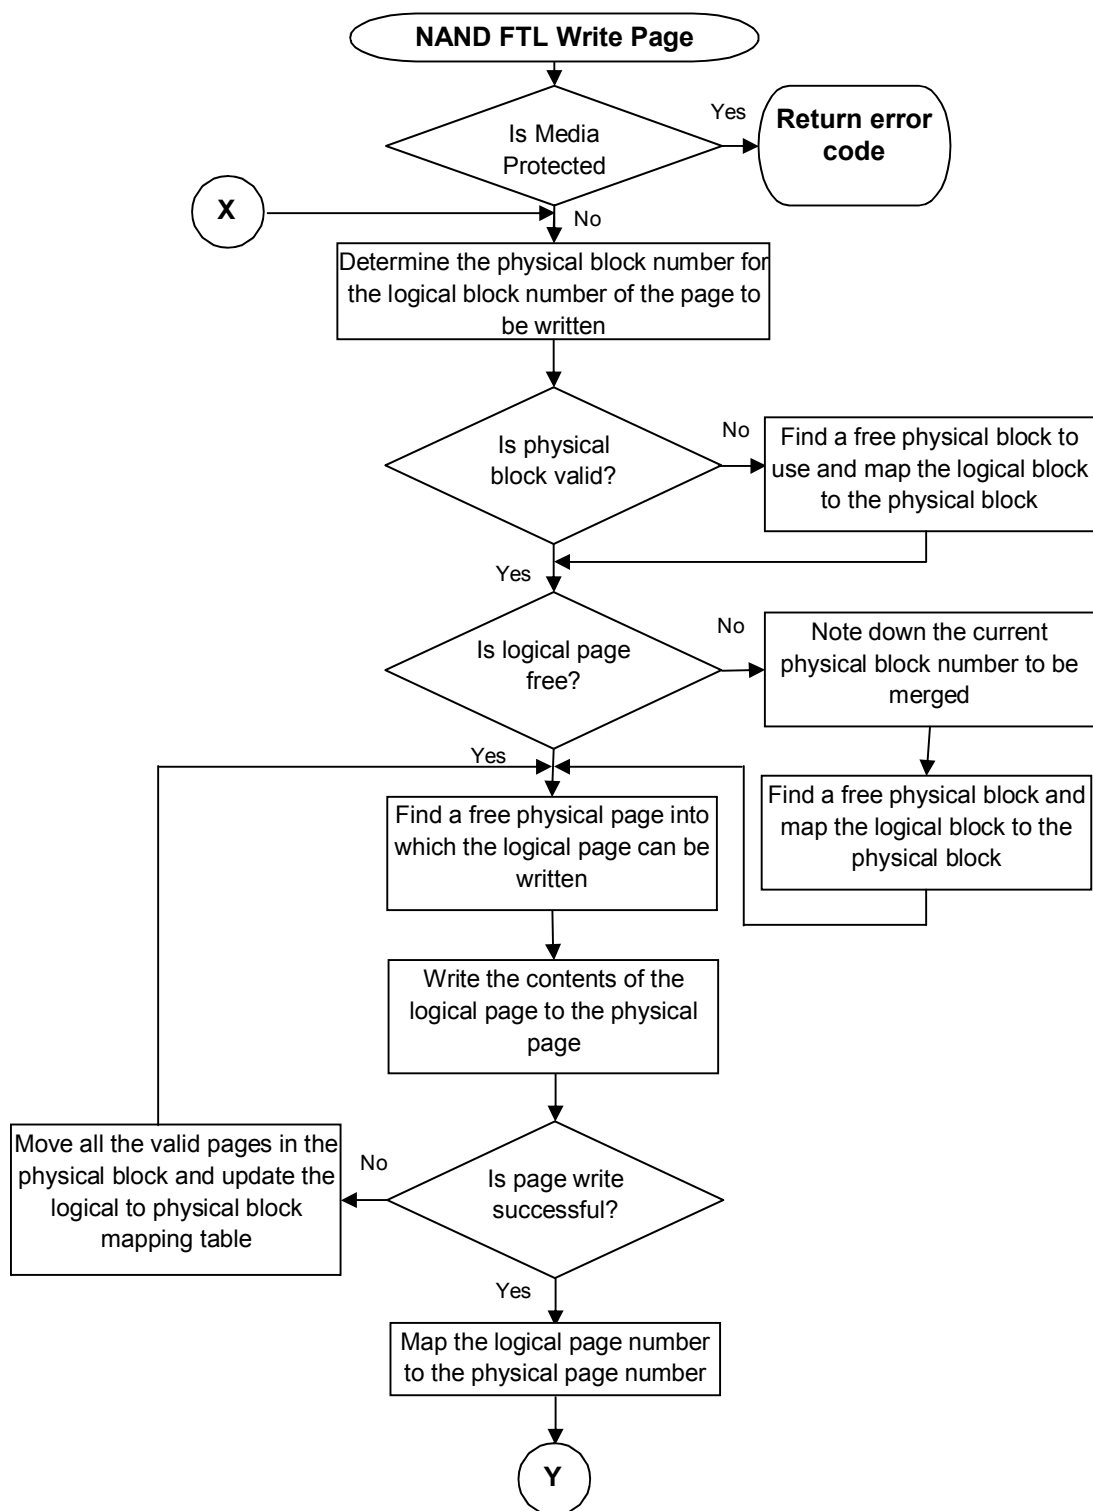 NAND FTL Write Page
Is Media
Protected
Yes
Return error
code
X
No
Determine the physical block number for
the logical block number of the page to
be written
Is physical
block valid?
No
Find a free physical block to
use and map the logical block
to the physical block
Yes
Is logical page
free?
No
Note down the current
physical block number to be
merged
Yes
Find a free physical block and
map the logical block to the
physical block
Find a free physical page into
which the logical page can be
written
Write the contents of the
logical page to the physical
page
Is page write
successful?
No
Move all the valid pages in the
physical block and update the
logical to physical block
mapping table
Yes
Map the logical page number
to the physical page number
Y